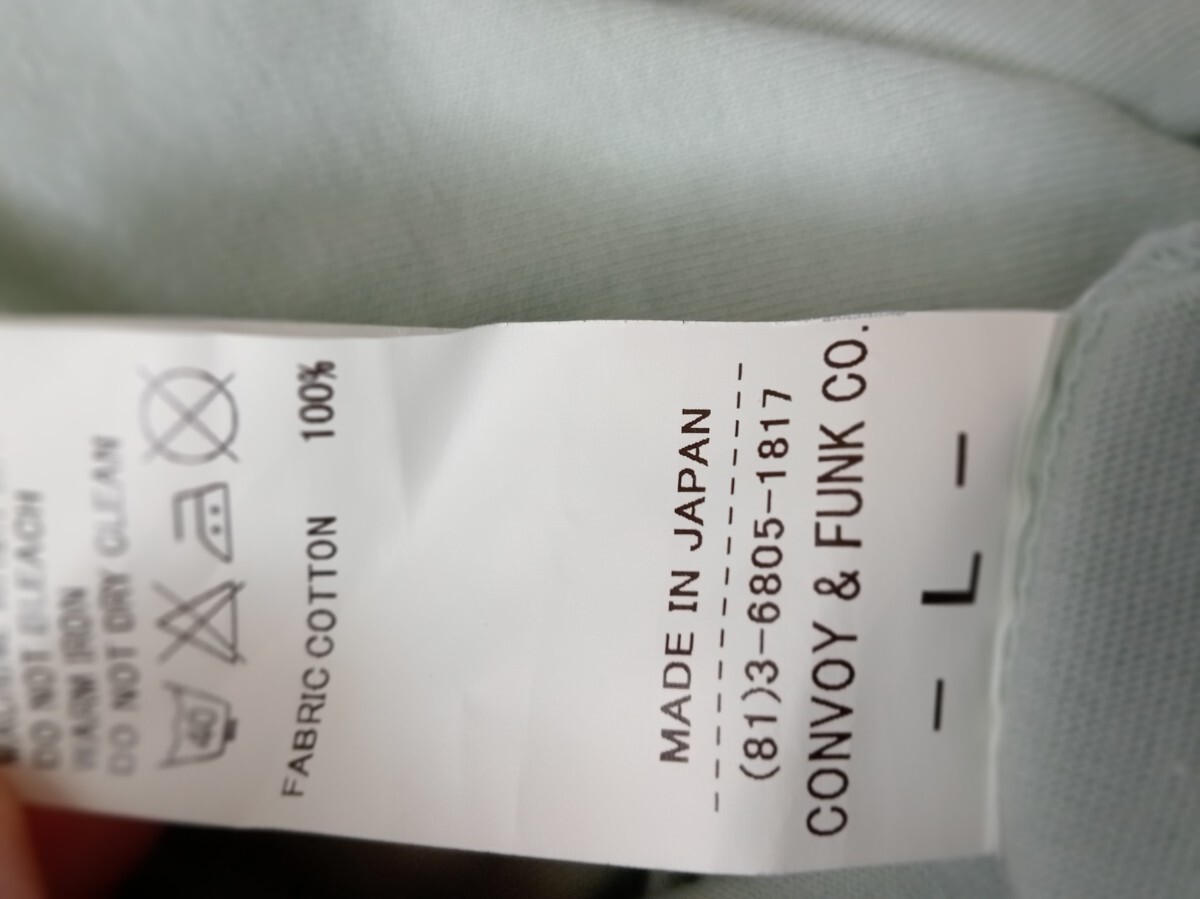 - L -
CONVOY & FUNK CO.
(81)3-6805-1817
MADE IN JAPAN
FABRIC COTTON 100%
40
DO NOT DRY CLEAN
WARM IRON
DO NOT BLEACH